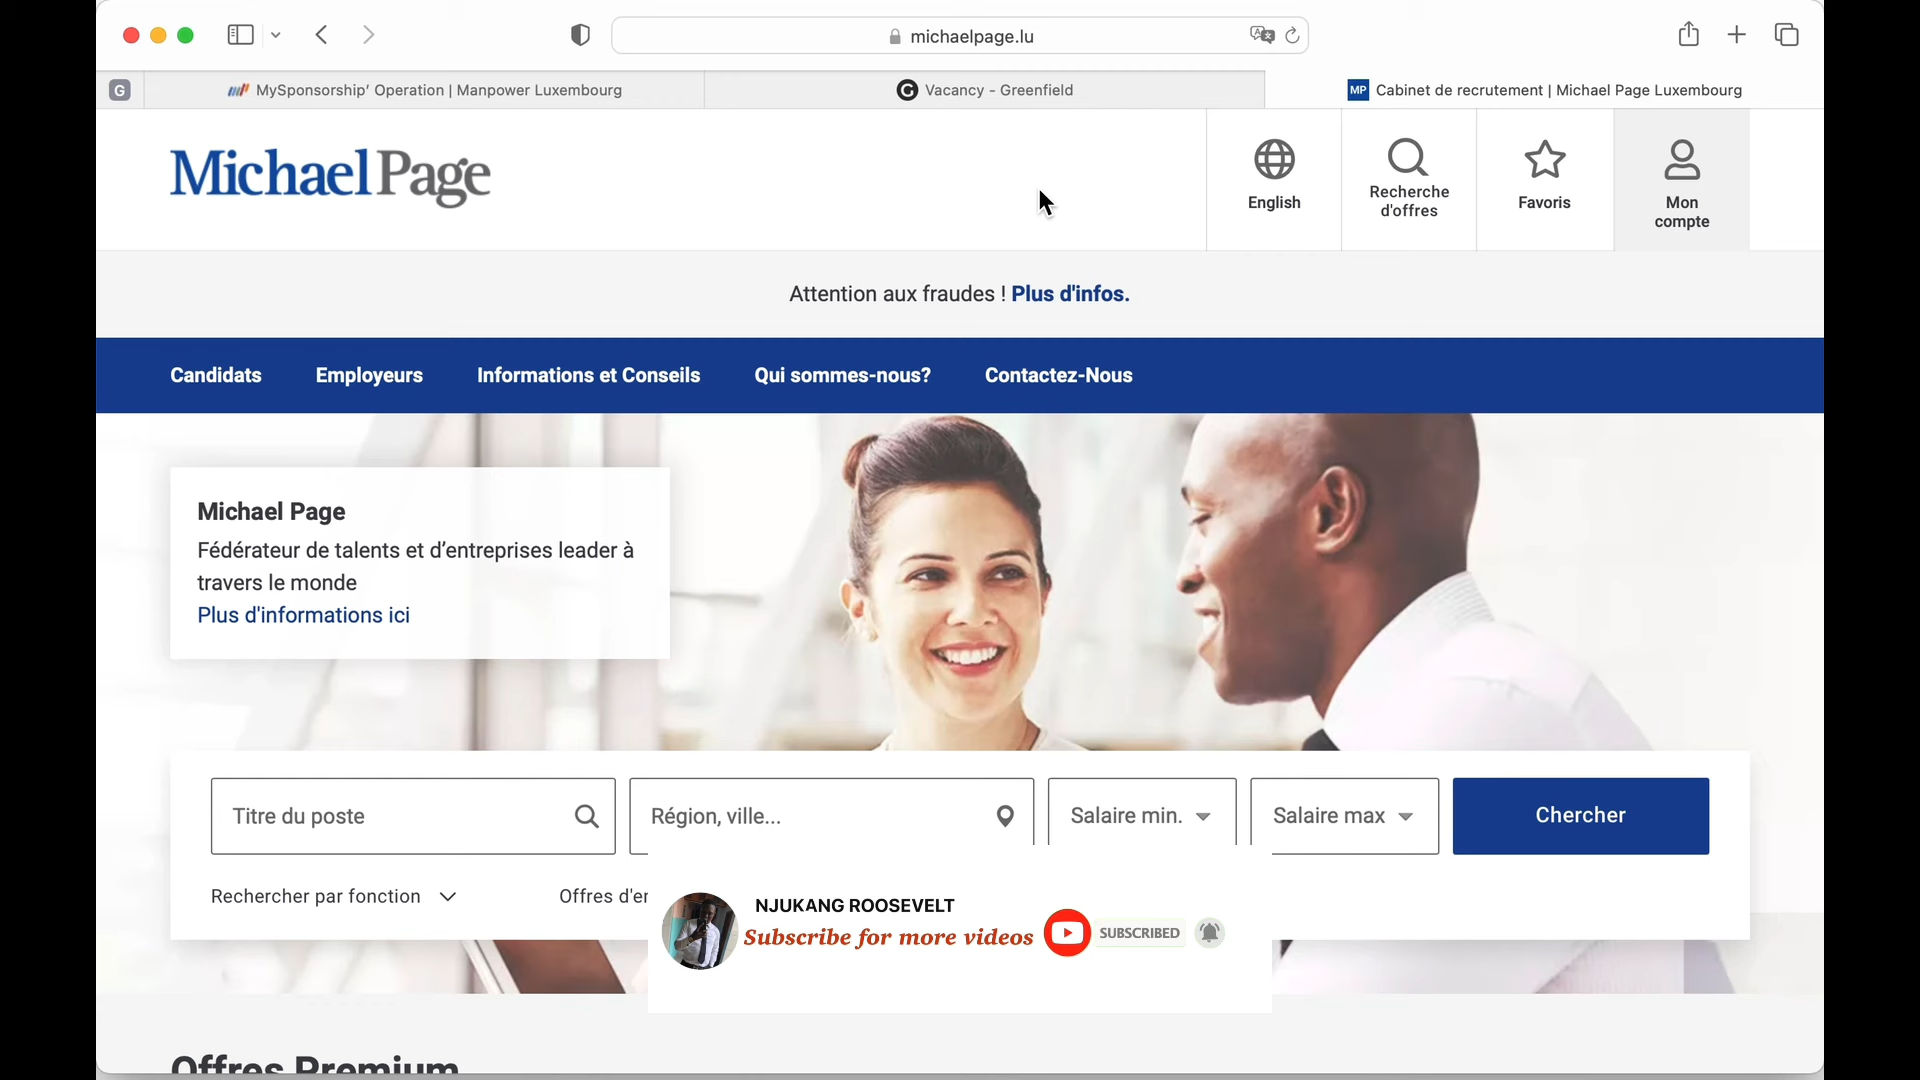 michaelpage.lu
G
MySponsorship' Operation | Manpower Luxembourg
G
Vacancy - Greenfield
MP
Cabinet de recrutement | Michael Page Luxembourg
MichaelPage
English
Recherche
d'offres
Favoris
Mon
compte
Attention aux fraudes ! Plus d'infos.
Candidats
Employeurs
Informations et Conseils
Qui sommes-nous?
Contactez-Nous
Michael Page
Fédérateur de talents et d’entreprises leader à
travers le monde
Plus d'informations ici
Titre du poste
Région, ville...
Salaire min.
Salaire max
Chercher
Rechercher par fonction
Offres d'er
NJUKANG ROOSEVELT
Subscribe for more videos
SUBSCRIBED
Offres Premium